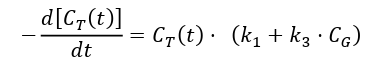 − d[C_T(t)] / dt = C_T(t) · (k_1 + k_3 · C_G)